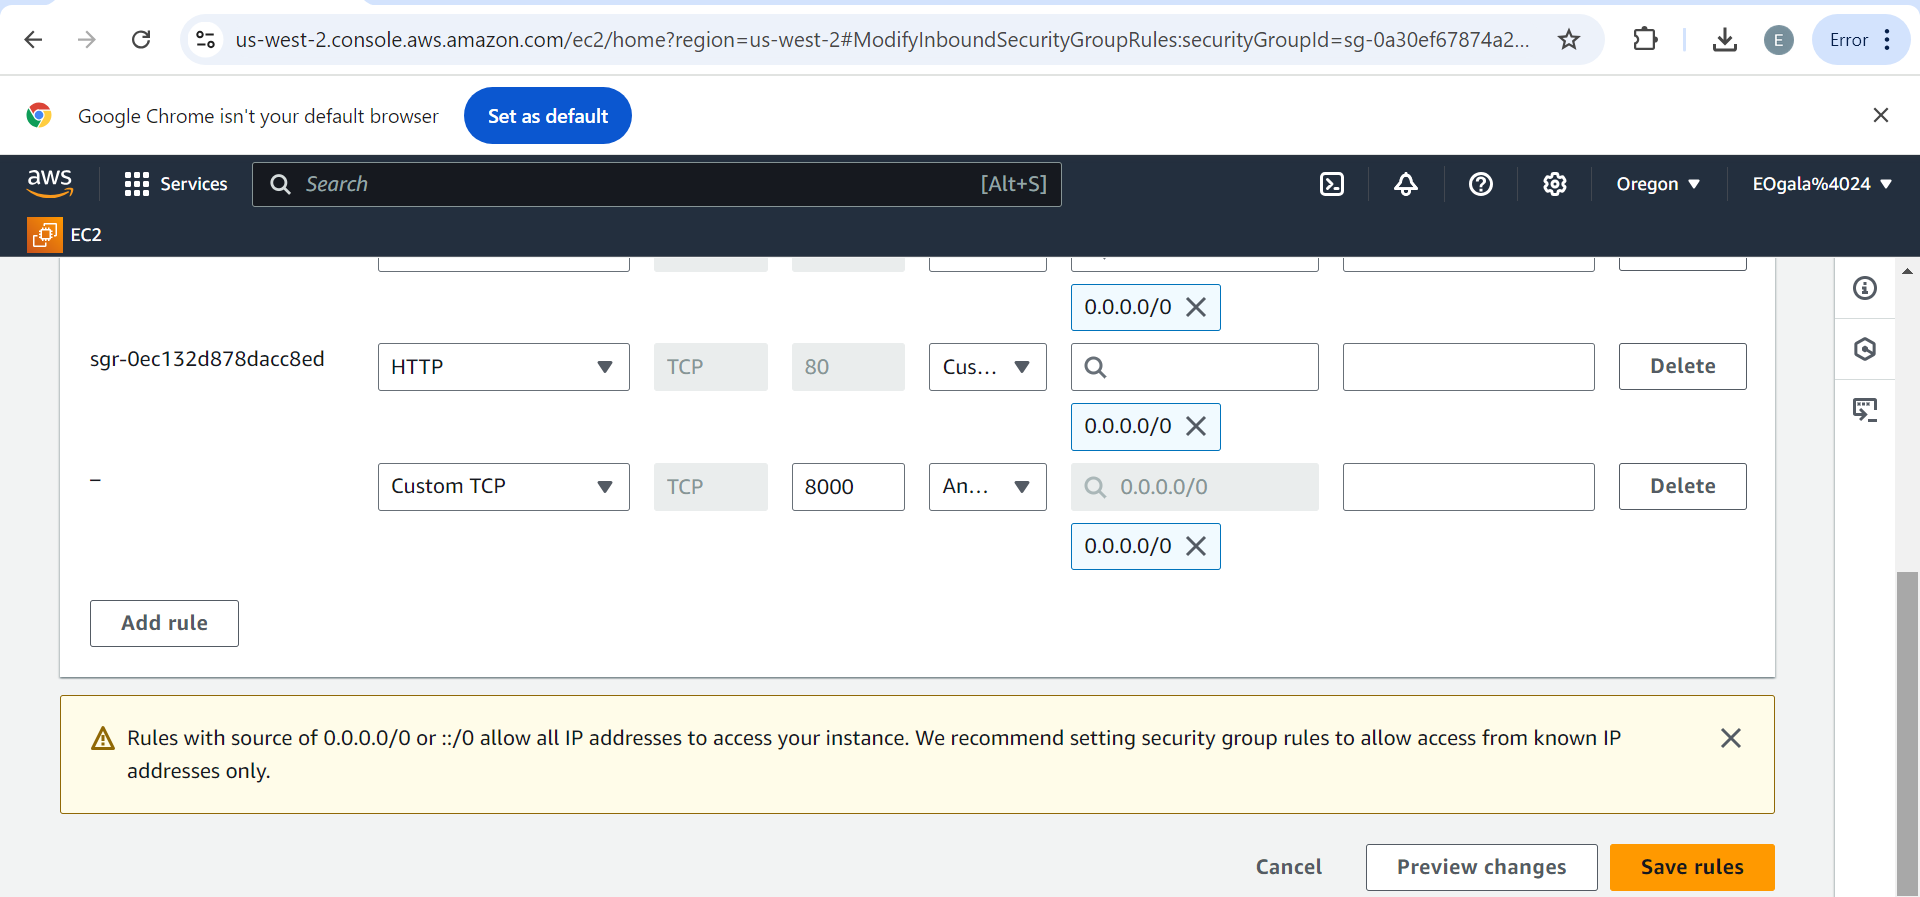 us-west-2.console.aws.amazon.com/ec2/home?region=us-west-2#ModifyInboundSecurityGroupRules:securityGroupId=sg-0a30ef67874a2...
E
Error
Google Chrome isn't your default browser
Set as default
aws
Services
Search
[Alt+S]
Oregon
EOgala%4024
EC2
0.0.0.0/0
sgr-0ec132d878dacc8ed
HTTP
TCP
80
Cus...
Delete
0.0.0.0/0
–
Custom TCP
TCP
8000
An...
0.0.0.0/0
Delete
0.0.0.0/0
Add rule
Rules with source of 0.0.0.0/0 or ::/0 allow all IP addresses to access your instance. We recommend setting security group rules to allow access from known IP
addresses only.
Cancel
Preview changes
Save rules